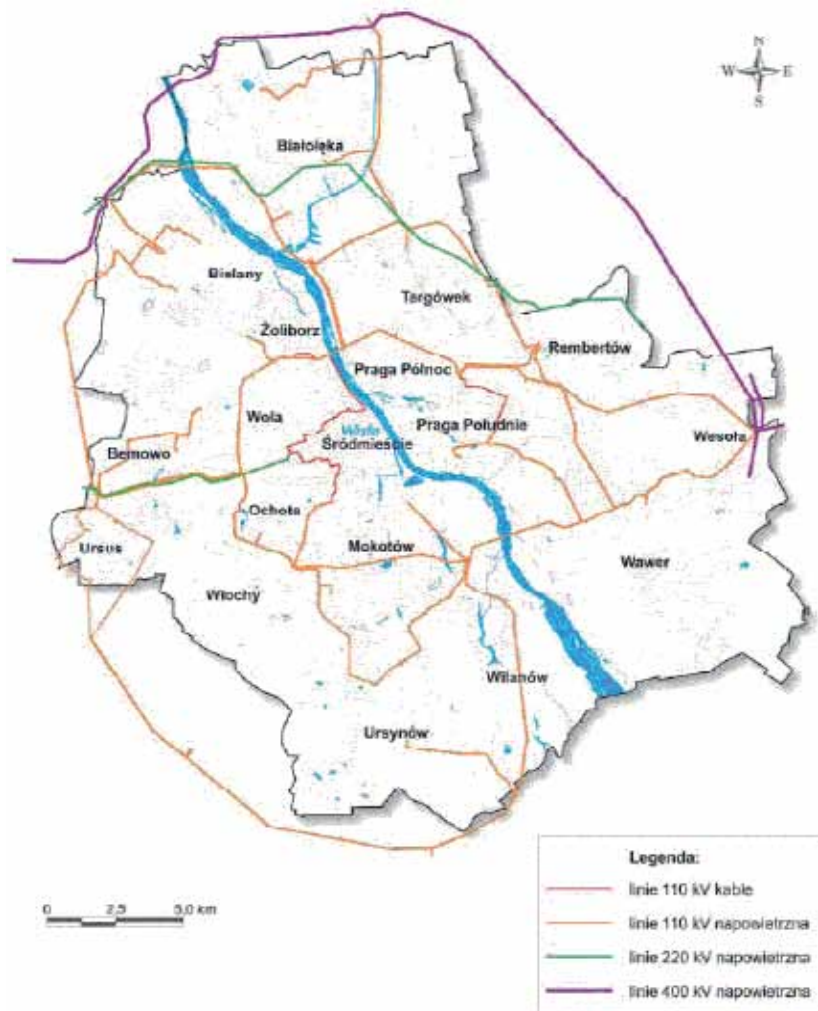 N
W E
S
Białołęka
Bielany
Targówek
Żoliborz
Rembertów
Praga Północ
Wola
Praga Południe
Wisła
Śródmieście
Wesoła
Bemowo
Ochota
Ursus
Mokotów
Wawer
Włochy
Wilanów
Ursynów
Legenda:
linie 110 kV kable
linie 110 kV napowietrzna
linie 220 kV napowietrzna
linie 400 kV napowietrzna
0 2,5 5,0 km